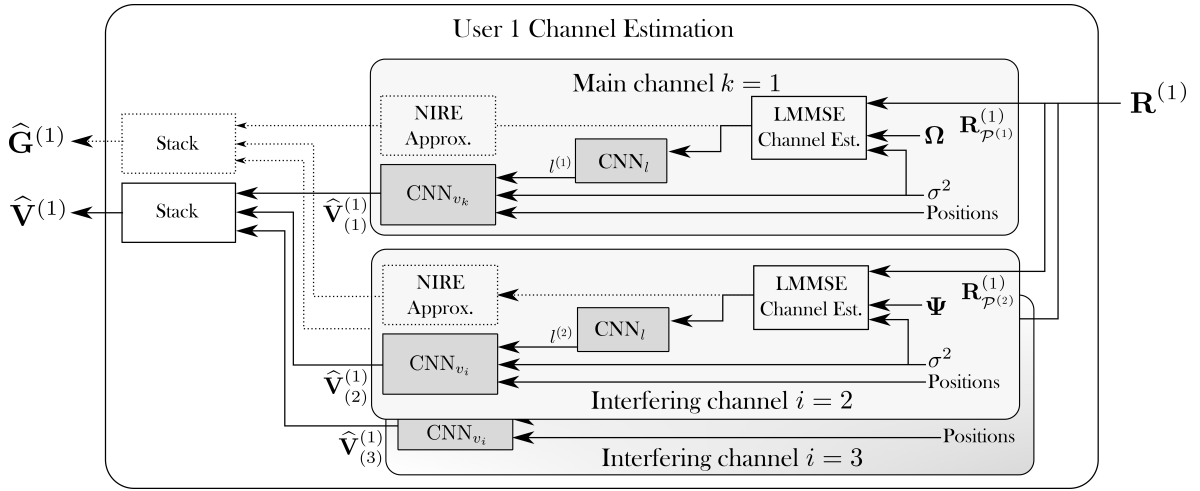 User 1 Channel Estimation
Main channel k = 1
NIRE
Approx.
LMMSE
Channel Est.
R^(1)
R^(1)_P^(1)
Ω
Ĝ^(1)
Stack
l^(1)
CNN_l
CNN_v_k
σ²
V̂^(1)
Stack
V̂^(1)_(1)
Positions
NIRE
Approx.
LMMSE
Channel Est.
R^(1)_P^(2)
Ψ
l^(2)
CNN_l
CNN_v_i
σ²
V̂^(1)_(2)
Positions
Interfering channel i = 2
CNN_v_i
Positions
V̂^(1)_(3)
Interfering channel i = 3